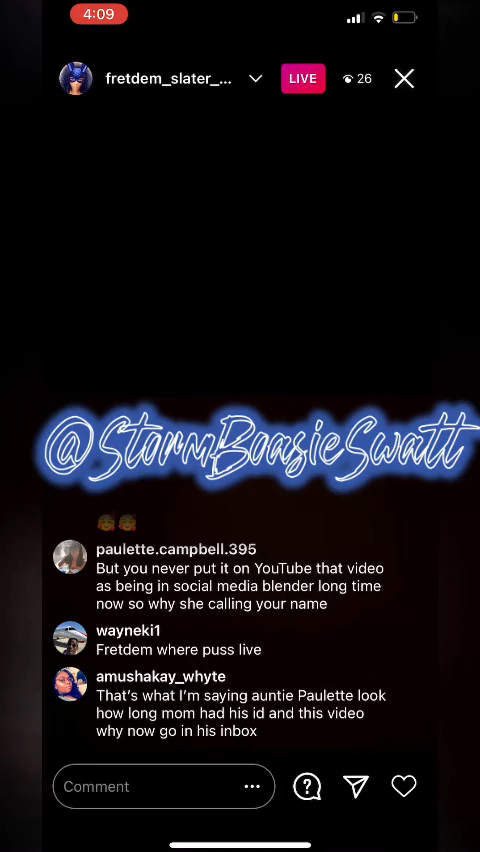 4:09
fretdem_slater_...
LIVE
26
@StormBoasieSwatt
paulette.campbell.395
But you never put it on YouTube that video
as being in social media blender long time
now so why she calling your name
wayneki1
Fretdem where puss live
amushakay_whyte
That's what I'm saying auntie Paulette look
how long mom had his id and this video
why now go in his inbox
Comment